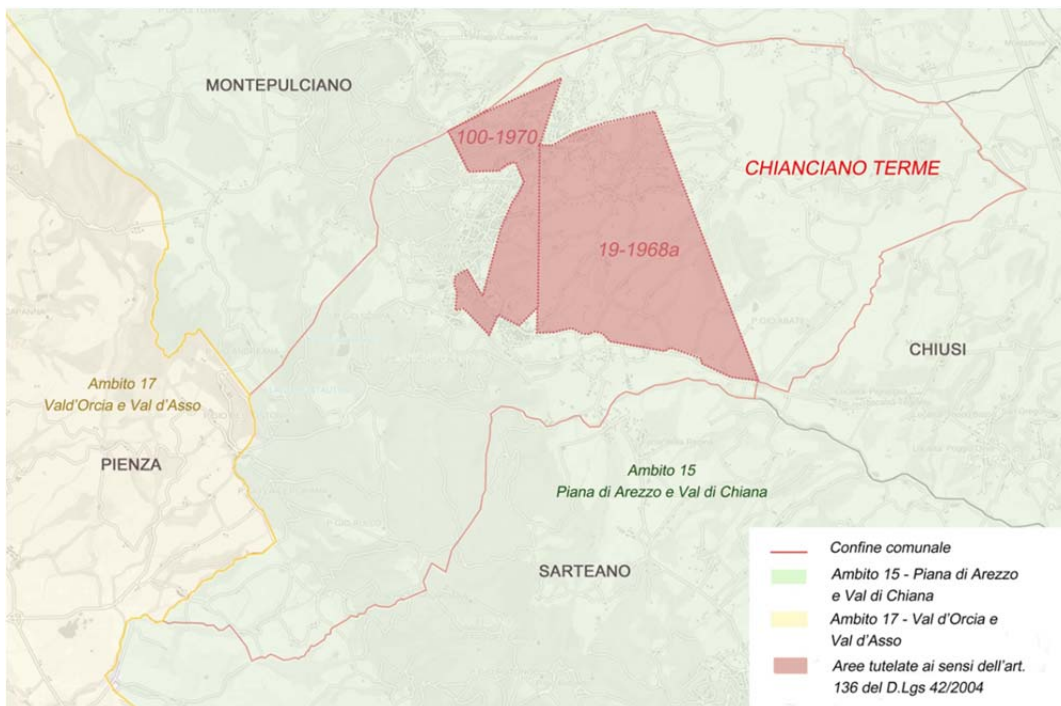 MONTEPULCIANO
100-1970
CHIANCIANO TERME
19-1968a
CHIUSI
Ambito 17
Vald'Orcia e Val d'Asso
PIENZA
Ambito 15
Piana di Arezzo e Val di Chiana
SARTEANO
Confine comunale
Ambito 15 - Piana di Arezzo
e Val di Chiana
Ambito 17 - Val d'Orcia e
Val d'Asso
Aree tutelate ai sensi dell'art.
136 del D.Lgs 42/2004